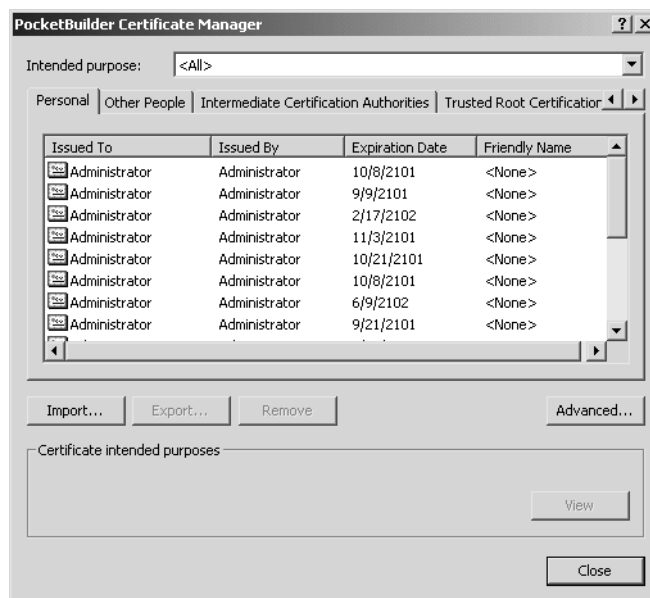 PocketBuilder Certificate Manager
Intended purpose: <All>
Personal Other People Intermediate Certification Authorities Trusted Root Certification
Issued To Issued By Expiration Date Friendly Name
Administrator Administrator 10/8/2101 <None>
Administrator Administrator 9/9/2101 <None>
Administrator Administrator 2/17/2102 <None>
Administrator Administrator 11/3/2101 <None>
Administrator Administrator 10/21/2101 <None>
Administrator Administrator 10/8/2101 <None>
Administrator Administrator 6/9/2102 <None>
Administrator Administrator 9/21/2101 <None>
Import... Export... Remove Advanced...
Certificate intended purposes
View
Close